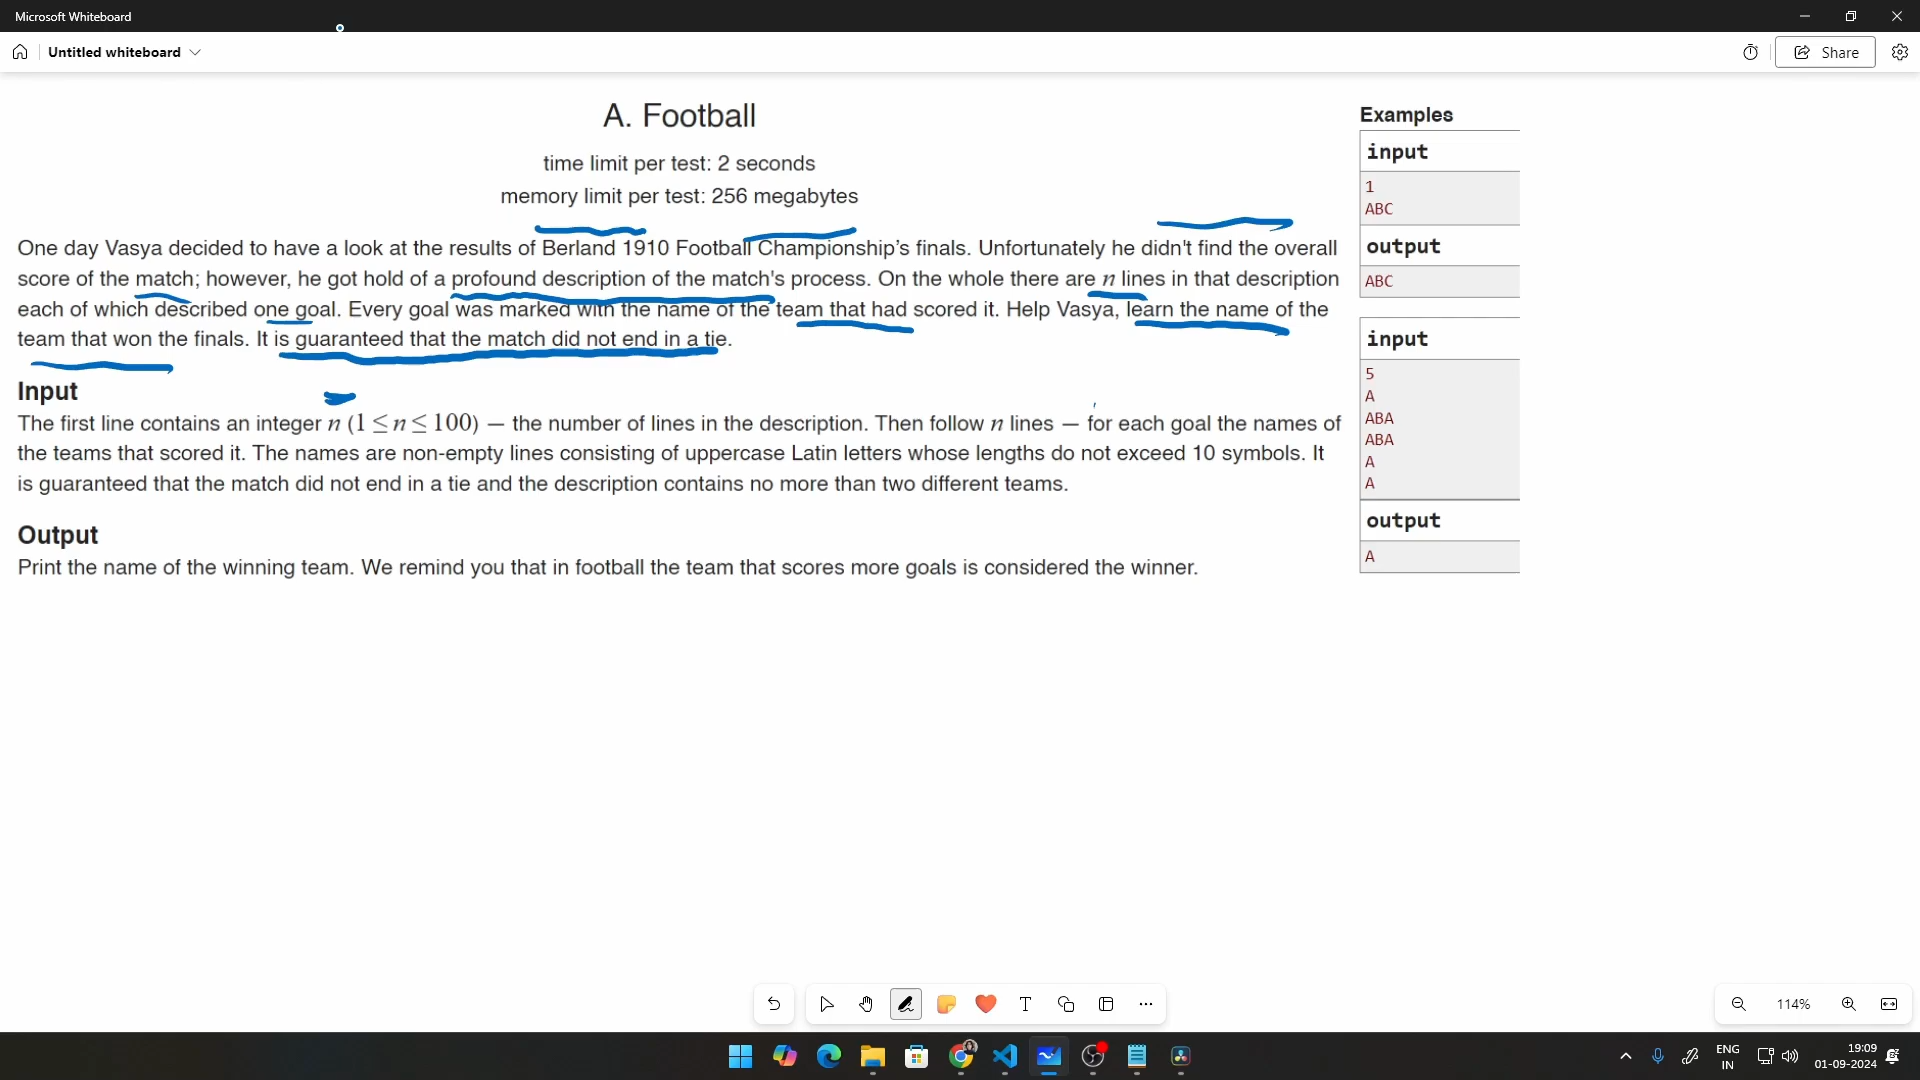 Microsoft Whiteboard
Untitled whiteboard
Share
A. Football
time limit per test: 2 seconds
memory limit per test: 256 megabytes
One day Vasya decided to have a look at the results of Berland 1910 Football Championship's finals. Unfortunately he didn't find the overall
score of the match; however, he got hold of a profound description of the match's process. On the whole there are n lines in that description
each of which described one goal. Every goal was marked with the name of the team that had scored it. Help Vasya, learn the name of the
team that won the finals. It is guaranteed that the match did not end in a tie.
Input
The first line contains an integer n (1 ≤ n ≤ 100) — the number of lines in the description. Then follow n lines — for each goal the names of
the teams that scored it. The names are non-empty lines consisting of uppercase Latin letters whose lengths do not exceed 10 symbols. It
is guaranteed that the match did not end in a tie and the description contains no more than two different teams.
Output
Print the name of the winning team. We remind you that in football the team that scores more goals is considered the winner.
Examples
input
1
ABC
output
ABC
input
5
A
ABA
ABA
A
A
output
A
T
114%
ENG
IN
19:09
01-09-2024